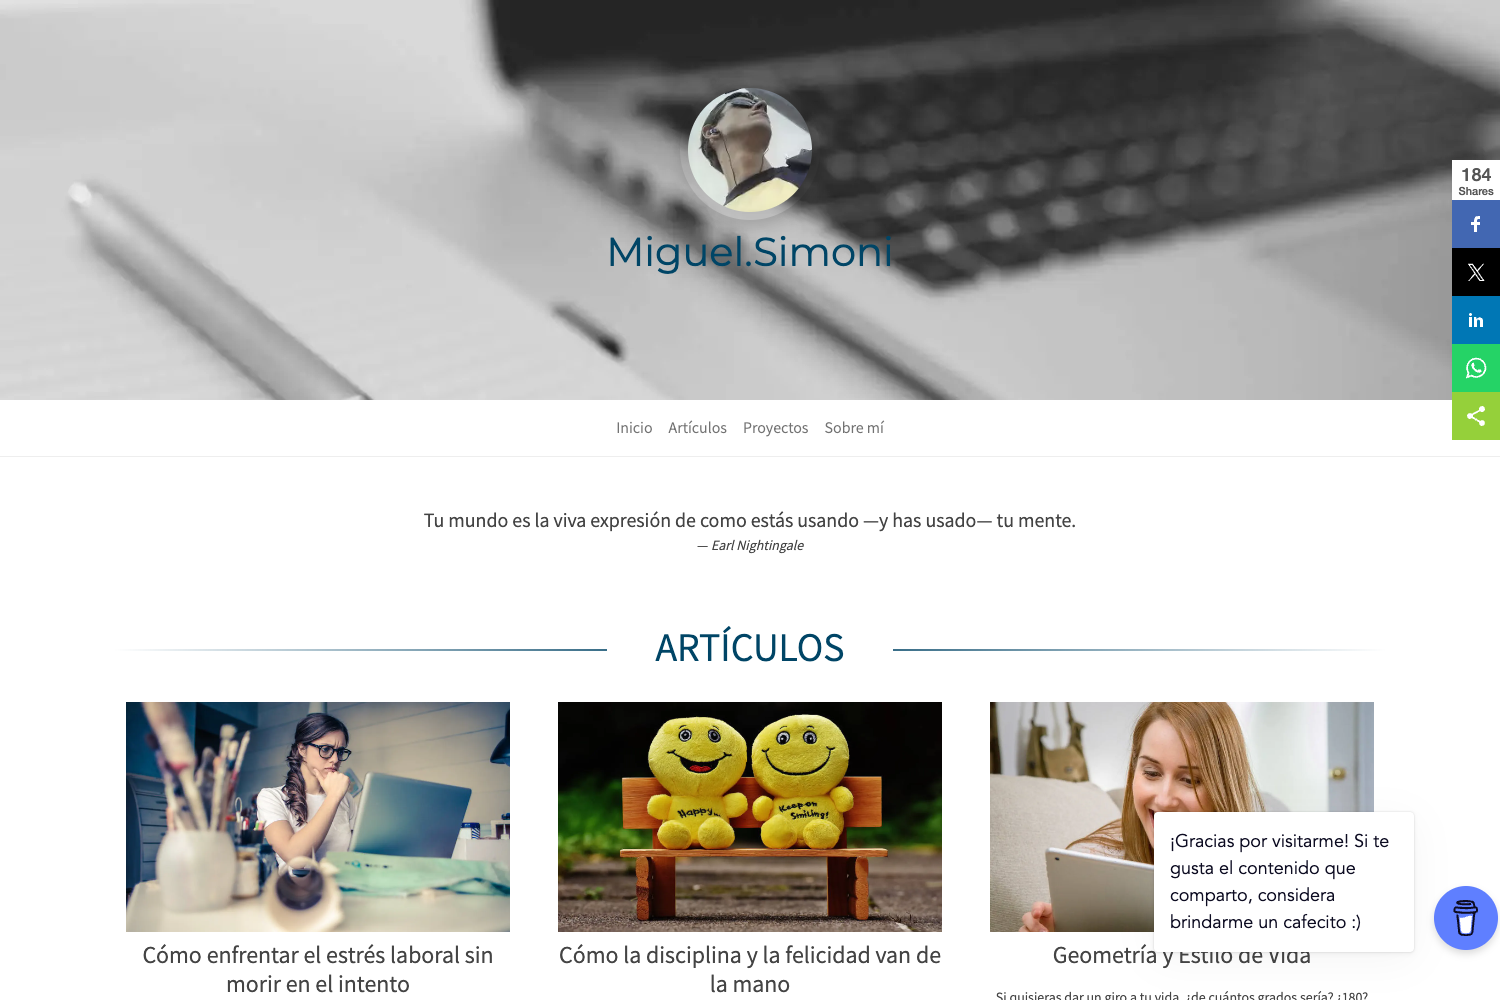 Miguel.Simoni
184
Shares
Inicio Artículos Proyectos Sobre mí
Tu mundo es la viva expresión de como estás usando —y has usado— tu mente.
— Earl Nightingale
ARTÍCULOS
Happy...
Keep on
Smiling!
¡Gracias por visitarme! Si te
gusta el contenido que
comparto, considera
brindarme un cafecito :)
Cómo enfrentar el estrés laboral sin
morir en el intento
Cómo la disciplina y la felicidad van de
la mano
Geometría y Estilo de Vida
Si quisieras dar un giro a tu vida, ¿de cuántos grados sería? ¿180?